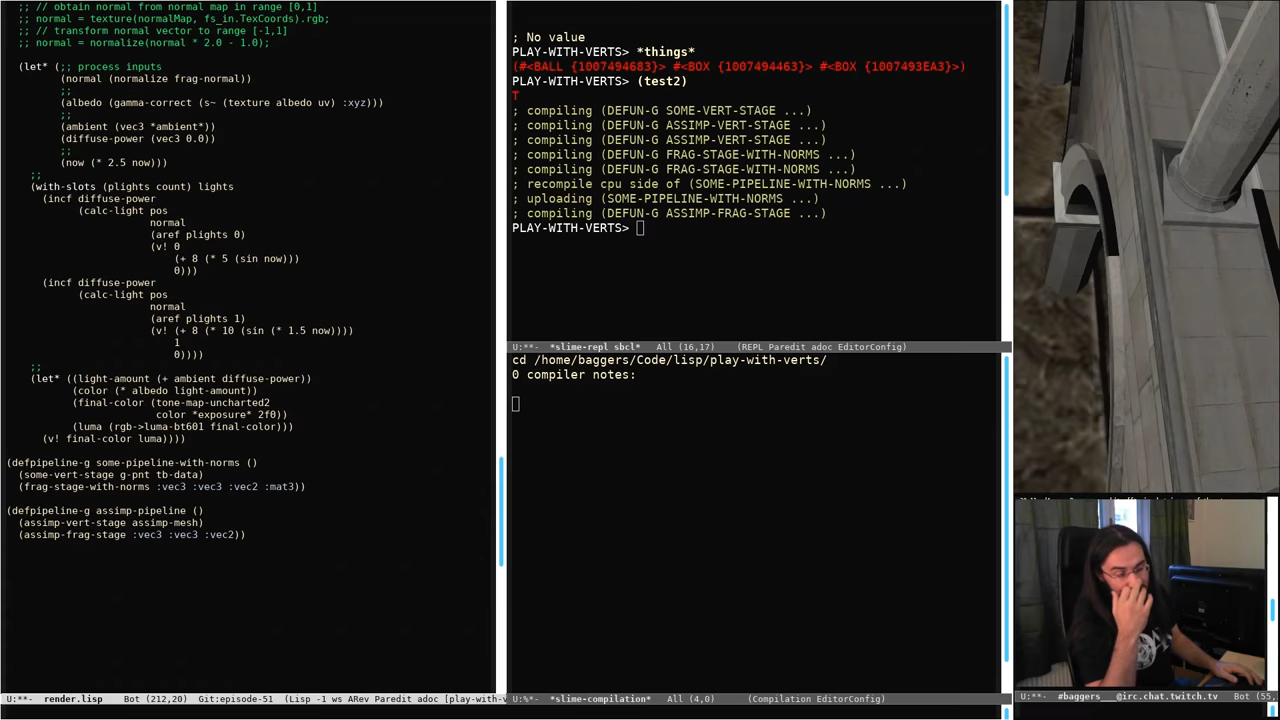 ;; // obtain normal from normal map in range [0,1]
;; normal = texture(normalMap, fs_in.TexCoords).rgb;
;; // transform normal vector to range [-1,1]
;; normal = normalize(normal * 2.0 - 1.0);
(let* (;; process inputs
(normal (normalize frag-normal))
;;
(albedo (gamma-correct (s~ (texture albedo uv) :xyz)))
;;
(ambient (vec3 *ambient*))
(diffuse-power (vec3 0.0))
;;
(now (* 2.5 now)))
;;
(with-slots (plights count) lights
(incf diffuse-power
(calc-light pos
normal
(aref plights 0)
(v! 0
(+ 8 (* 5 (sin now)))
0)))
(incf diffuse-power
(calc-light pos
normal
(aref plights 1)
(v! (+ 8 (* 10 (sin (* 1.5 now))))
1
0))))
;;
(let* ((light-amount (+ ambient diffuse-power))
(color (* albedo light-amount))
(final-color (tone-map-uncharted2
color *exposure* 2f0))
(luma (rgb->luma-bt601 final-color)))
(v! final-color luma))))
(defpipeline-g some-pipeline-with-norms ()
(some-vert-stage g-pnt tb-data)
(frag-stage-with-norms :vec3 :vec3 :vec2 :mat3))
(defpipeline-g assimp-pipeline ()
(assimp-vert-stage assimp-mesh)
(assimp-frag-stage :vec3 :vec3 :vec2))
U:**- render.lisp Bot (212,20) Git:episode-51 (Lisp -1 ws ARev Paredit adoc [play-with-v
; No value
PLAY-WITH-VERTS> *things*
(#<BALL {1007494683}> #<BOX {1007494463}> #<BOX {1007493EA3}>)
PLAY-WITH-VERTS> (test2)
T
; compiling (DEFUN-G SOME-VERT-STAGE ...)
; compiling (DEFUN-G ASSIMP-VERT-STAGE ...)
; compiling (DEFUN-G ASSIMP-VERT-STAGE ...)
; compiling (DEFUN-G FRAG-STAGE-WITH-NORMS ...)
; compiling (DEFUN-G FRAG-STAGE-WITH-NORMS ...)
; recompile cpu side of (SOME-PIPELINE-WITH-NORMS ...)
; uploading (SOME-PIPELINE-WITH-NORMS ...)
; compiling (DEFUN-G ASSIMP-FRAG-STAGE ...)
PLAY-WITH-VERTS>
U:**- *slime-repl sbcl* All (16,17) (REPL Paredit adoc EditorConfig)
cd /home/baggers/Code/lisp/play-with-verts/
0 compiler notes:
U:%*- *slime-compilation* All (4,0) (Compilation EditorConfig)
U:**- #baggers___@irc.chat.twitch.tv Bot (55,